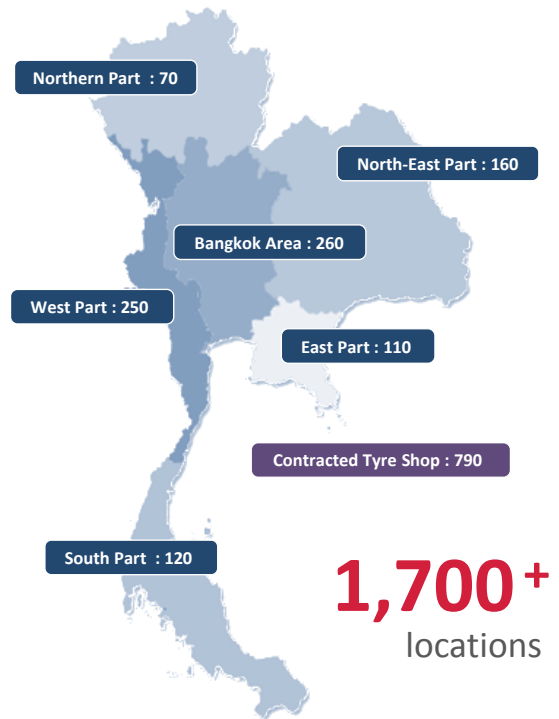 Northern Part : 70
North-East Part : 160
Bangkok Area : 260
West Part : 250
East Part : 110
Contracted Tyre Shop : 790
South Part : 120
1,700+
locations